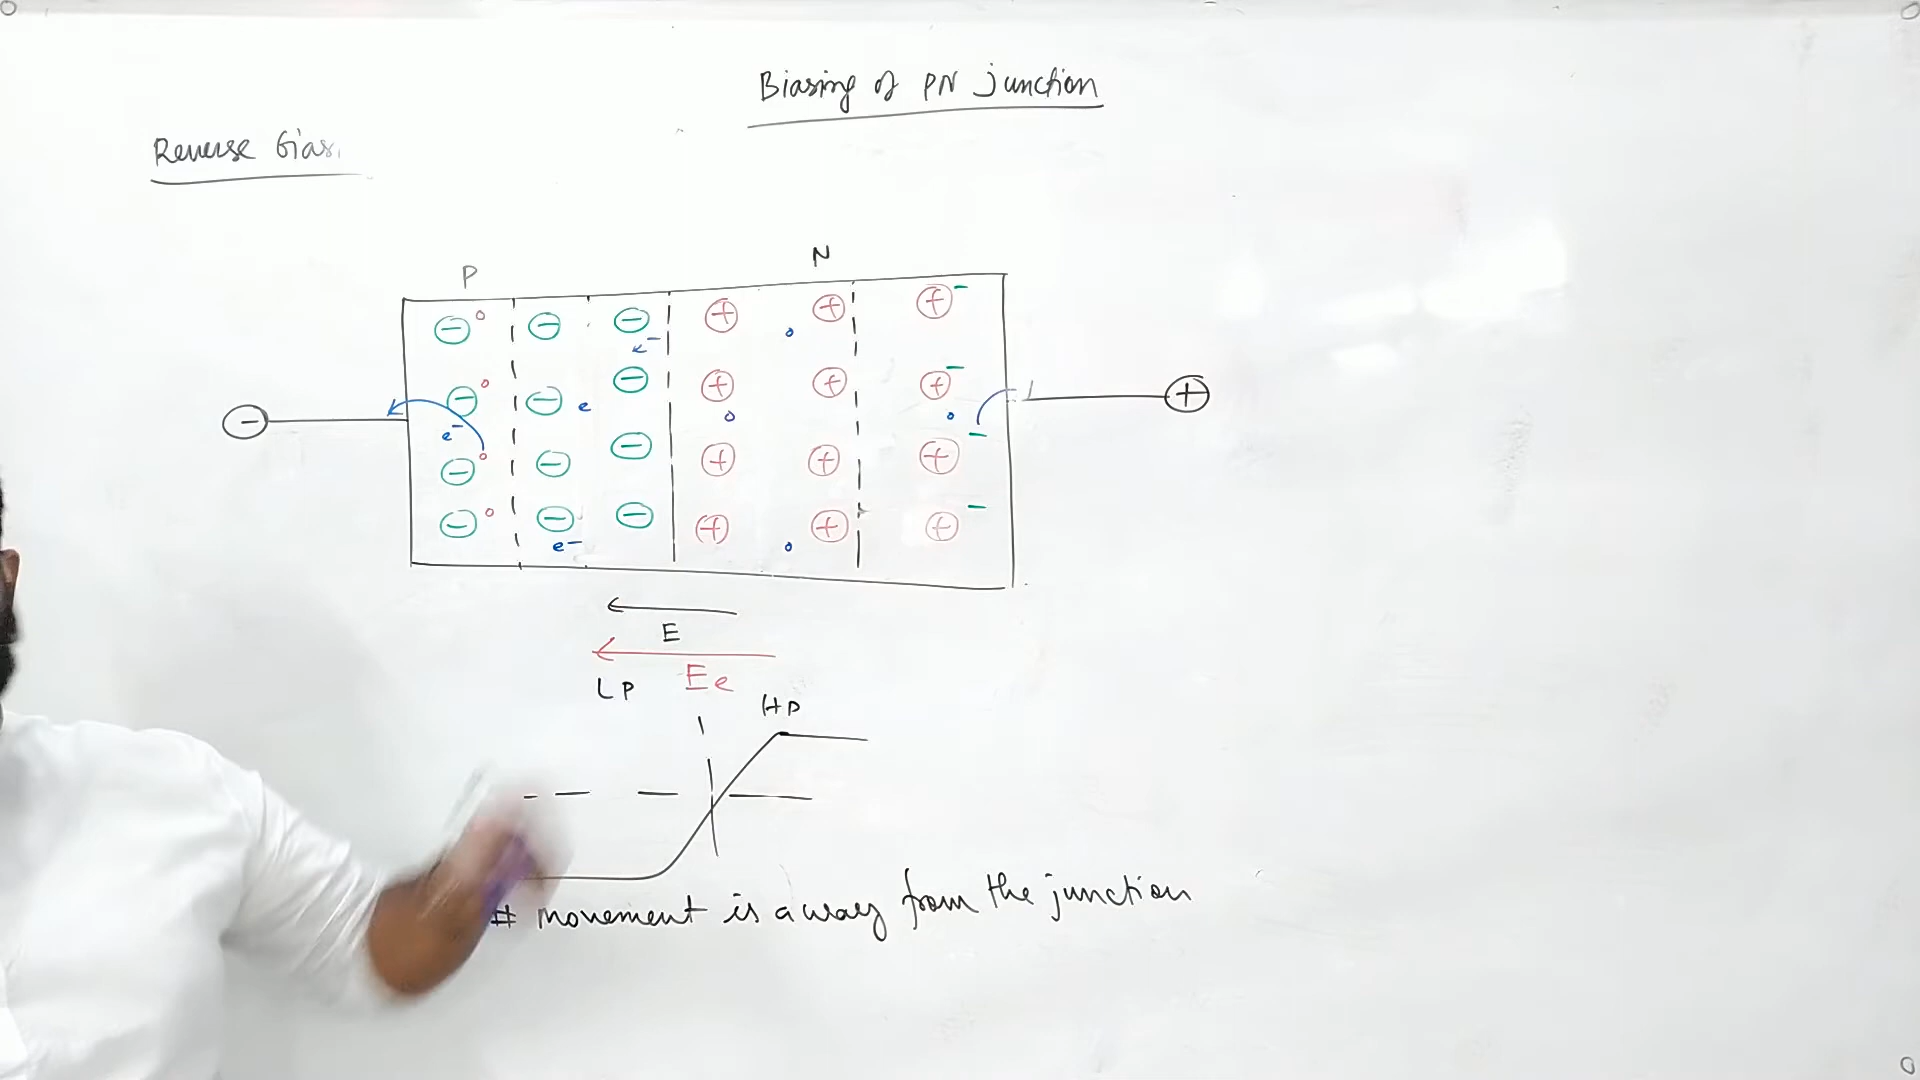 Biasing of PN junction
Reverse bias.
P
N
e⁻
e⁻
e
e⁻
E
Ee
LP
HP
# movement is away from the junction